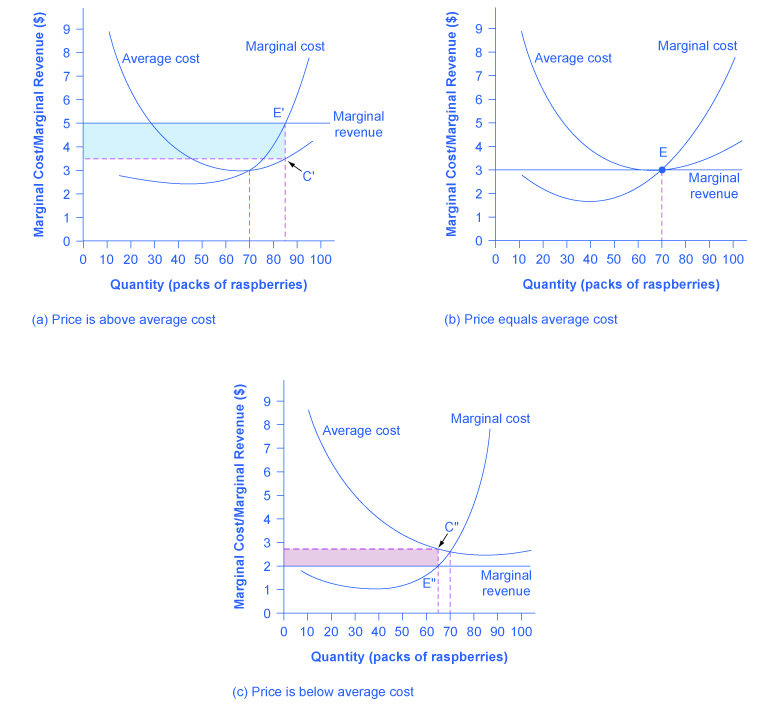 Marginal Cost/Marginal Revenue ($)
9
8
7
6
5
4
3
2
1
0
Average cost
Marginal cost
E'
Marginal
revenue
C'
0 10 20 30 40 50 60 70 80 90 100
Quantity (packs of raspberries)
(a) Price is above average cost
Marginal Cost/Marginal Revenue ($)
9
8
7
6
5
4
3
2
1
0
Average cost
Marginal cost
E
Marginal
revenue
0 10 20 30 40 50 60 70 80 90 100
Quantity (packs of raspberries)
(b) Price equals average cost
Marginal Cost/Marginal Revenue ($)
9
8
7
6
5
4
3
2
1
0
Average cost
Marginal cost
C"
E"
Marginal
revenue
0 10 20 30 40 50 60 70 80 90 100
Quantity (packs of raspberries)
(c) Price is below average cost